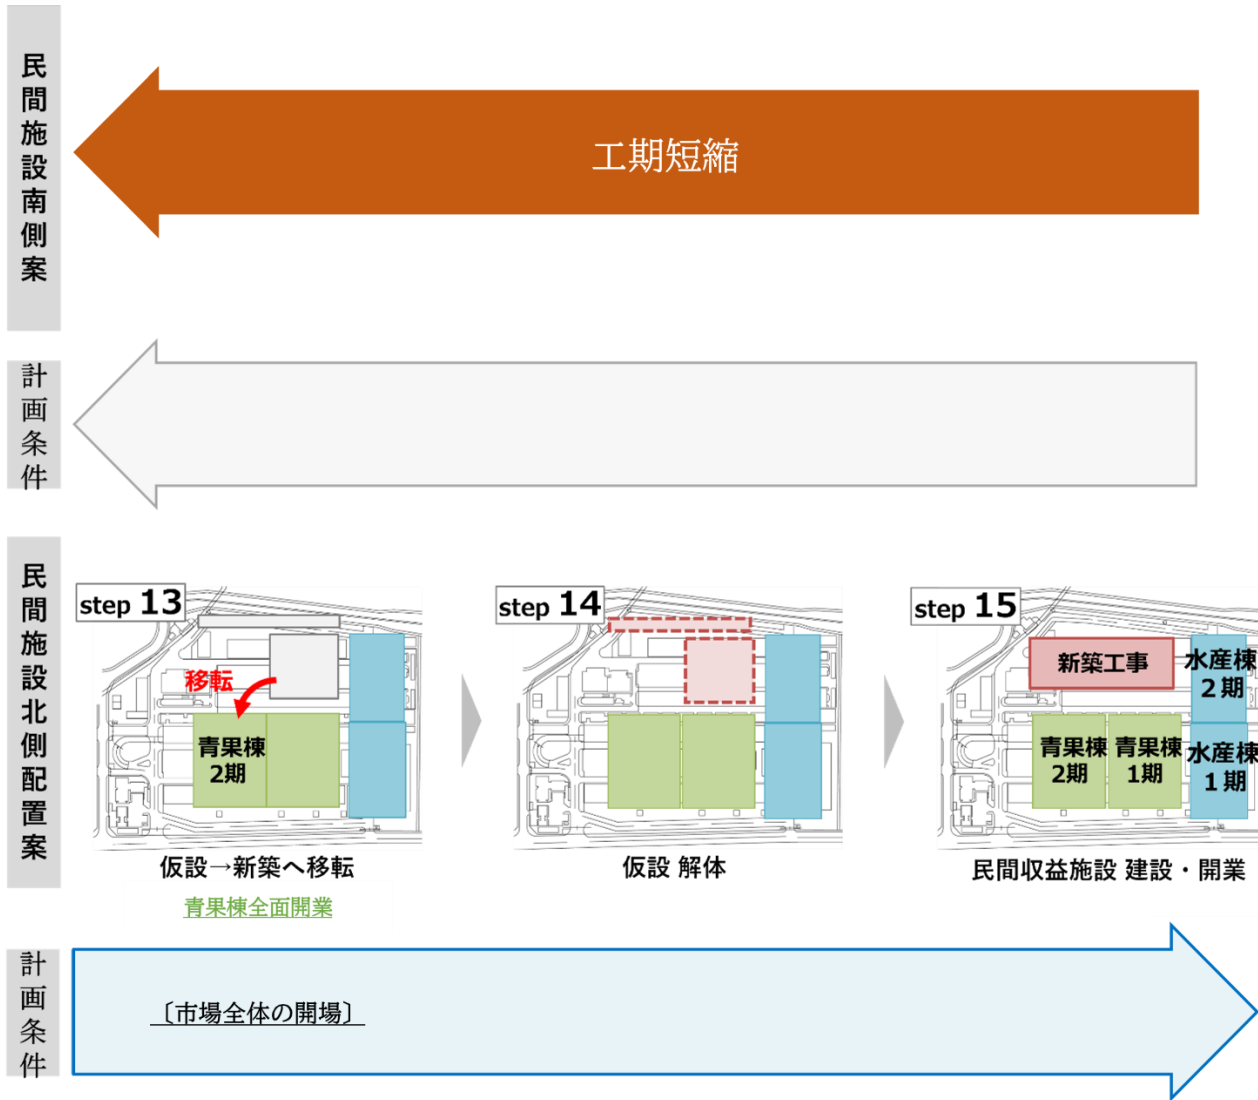 民間施設南側案
工期短縮
計画条件
民間施設北側配置案
step 13
移転
青果棟
2期
仮設→新築へ移転
青果棟全面開業
step 14
仮設 解体
step 15
新築工事
水産棟
2期
青果棟
2期
青果棟
1期
水産棟
1期
民間収益施設 建設・開業
計画条件
〔市場全体の開場〕